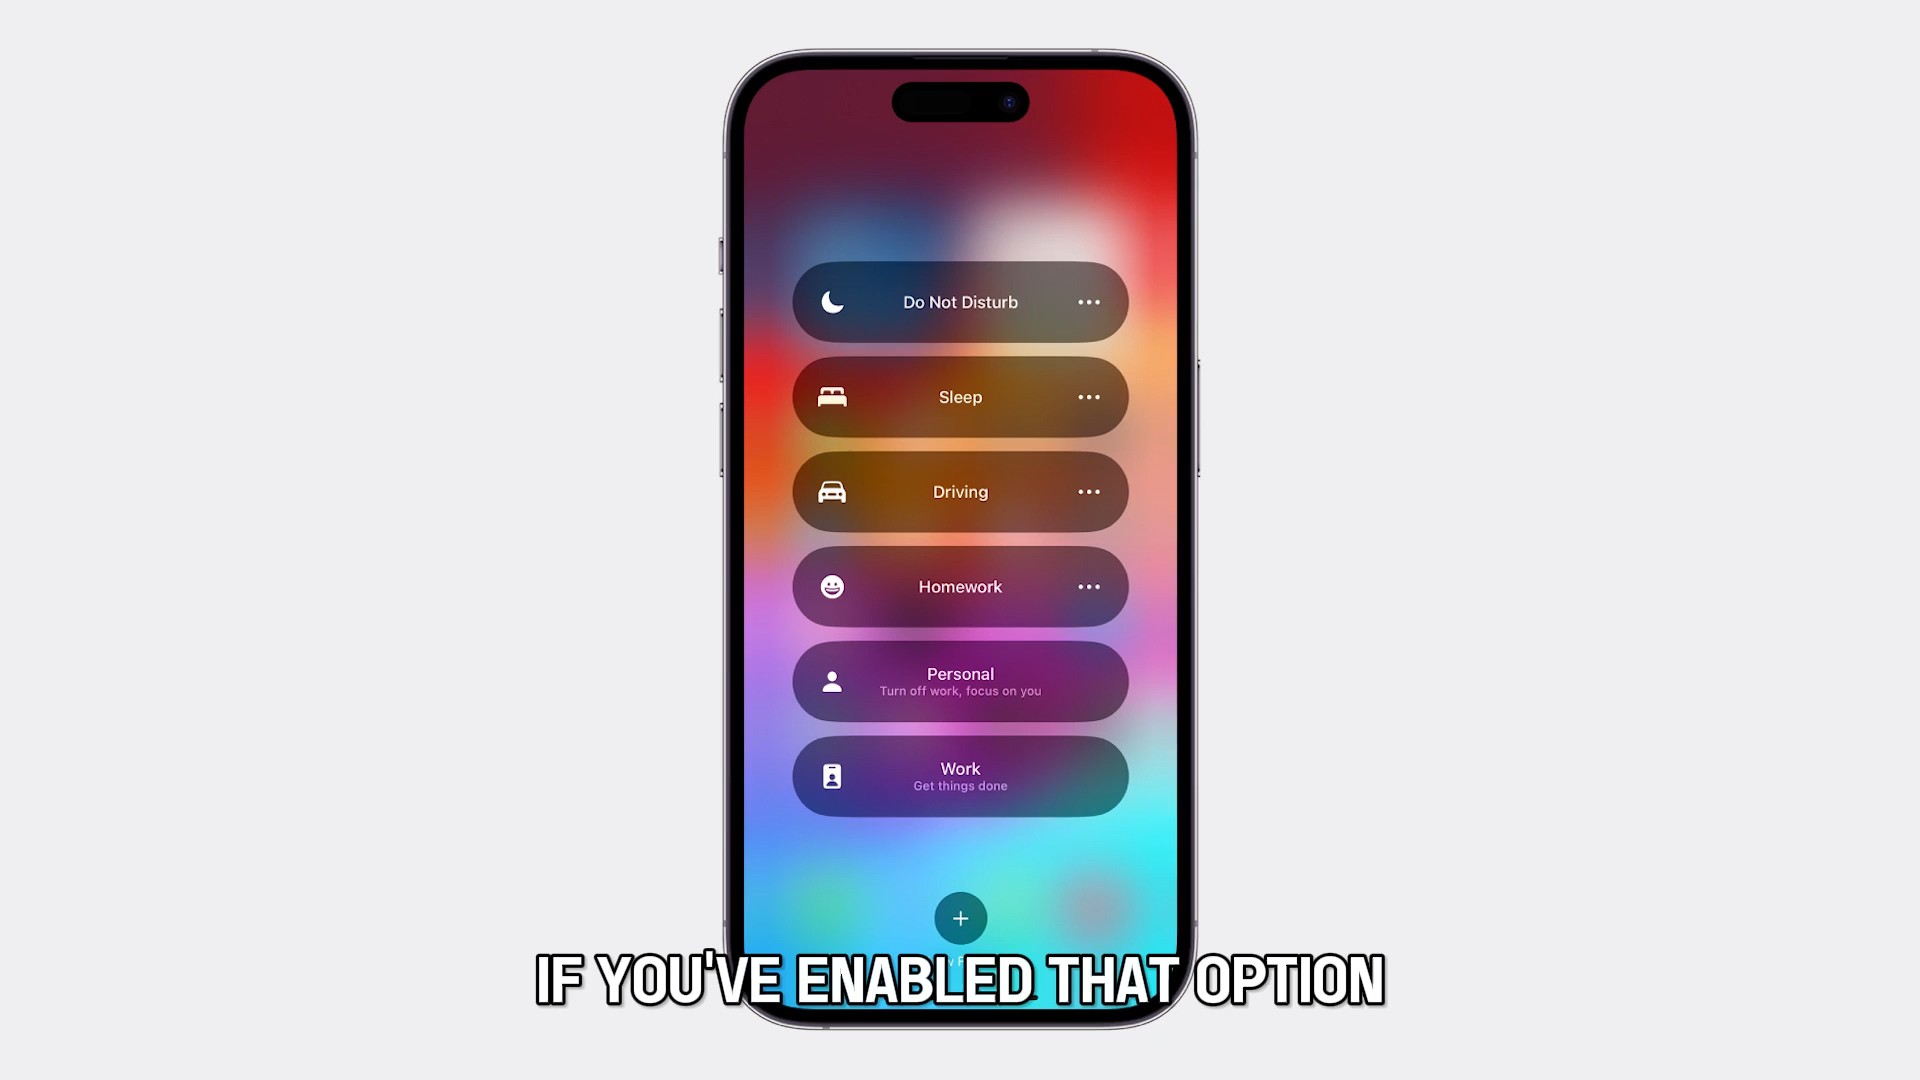 Do Not Disturb
Sleep
Driving
Homework
Personal
Turn off work, focus on you
Work
Get things done
IF YOU'VE ENABLED THAT OPTION